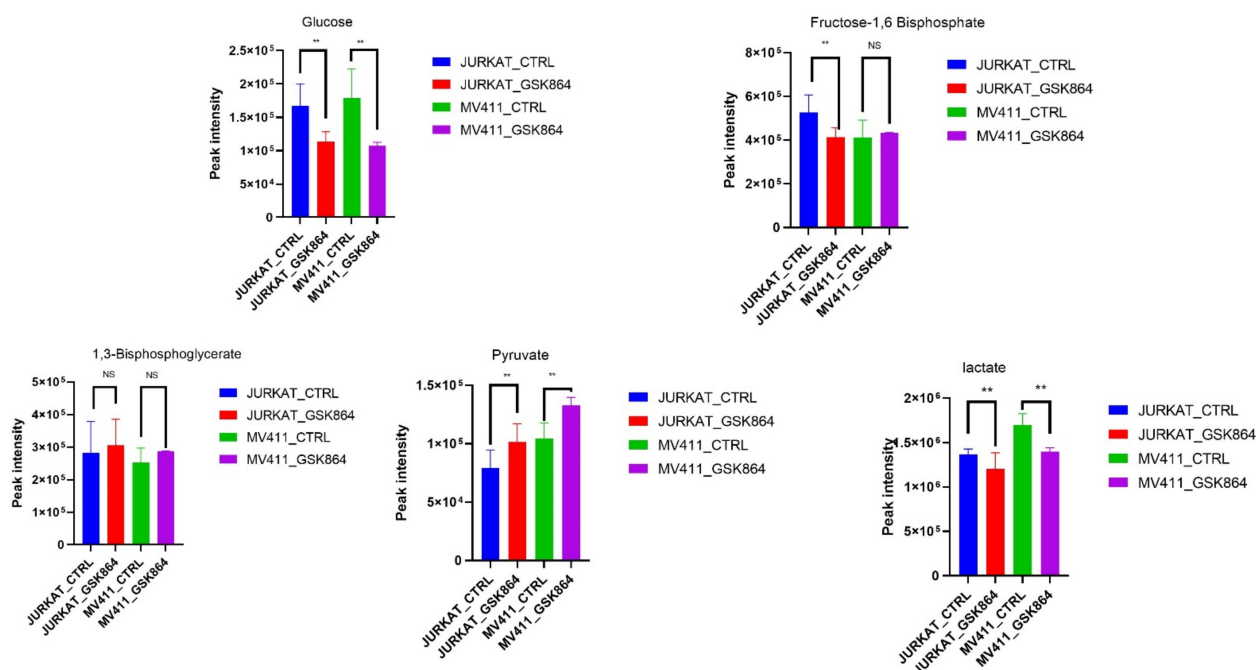 Glucose
Peak intensity
2.5×10⁵
2×10⁵
1.5×10⁵
1×10⁵
5×10⁴
0
**
**
JURKAT_CTRL
JURKAT_GSK864
MV411_CTRL
MV411_GSK864
JURKAT_CTRL
JURKAT_GSK864
MV411_CTRL
MV411_GSK864
Fructose-1,6 Bisphosphate
Peak intensity
8×10⁵
6×10⁵
4×10⁵
2×10⁵
0
**
NS
JURKAT_CTRL
JURKAT_GSK864
MV411_CTRL
MV411_GSK864
JURKAT_CTRL
JURKAT_GSK864
MV411_CTRL
MV411_GSK864
1,3-Bisphosphoglycerate
Peak intensity
5×10⁵
4×10⁵
3×10⁵
2×10⁵
1×10⁵
0
NS
NS
JURKAT_CTRL
JURKAT_GSK864
MV411_CTRL
MV411_GSK864
JURKAT_CTRL
JURKAT_GSK864
MV411_CTRL
MV411_GSK864
Pyruvate
Peak intensity
1.5×10⁵
1×10⁵
5×10⁴
0
**
**
JURKAT_CTRL
JURKAT_GSK864
MV411_CTRL
MV411_GSK864
JURKAT_CTRL
JURKAT_GSK864
MV411_CTRL
MV411_GSK864
lactate
Peak intensity
2×10⁶
1.5×10⁶
1×10⁶
5×10⁵
0
**
**
JURKAT_CTRL
JURKAT_GSK864
MV411_CTRL
MV411_GSK864
JURKAT_CTRL
JURKAT_GSK864
MV411_CTRL
MV411_GSK864